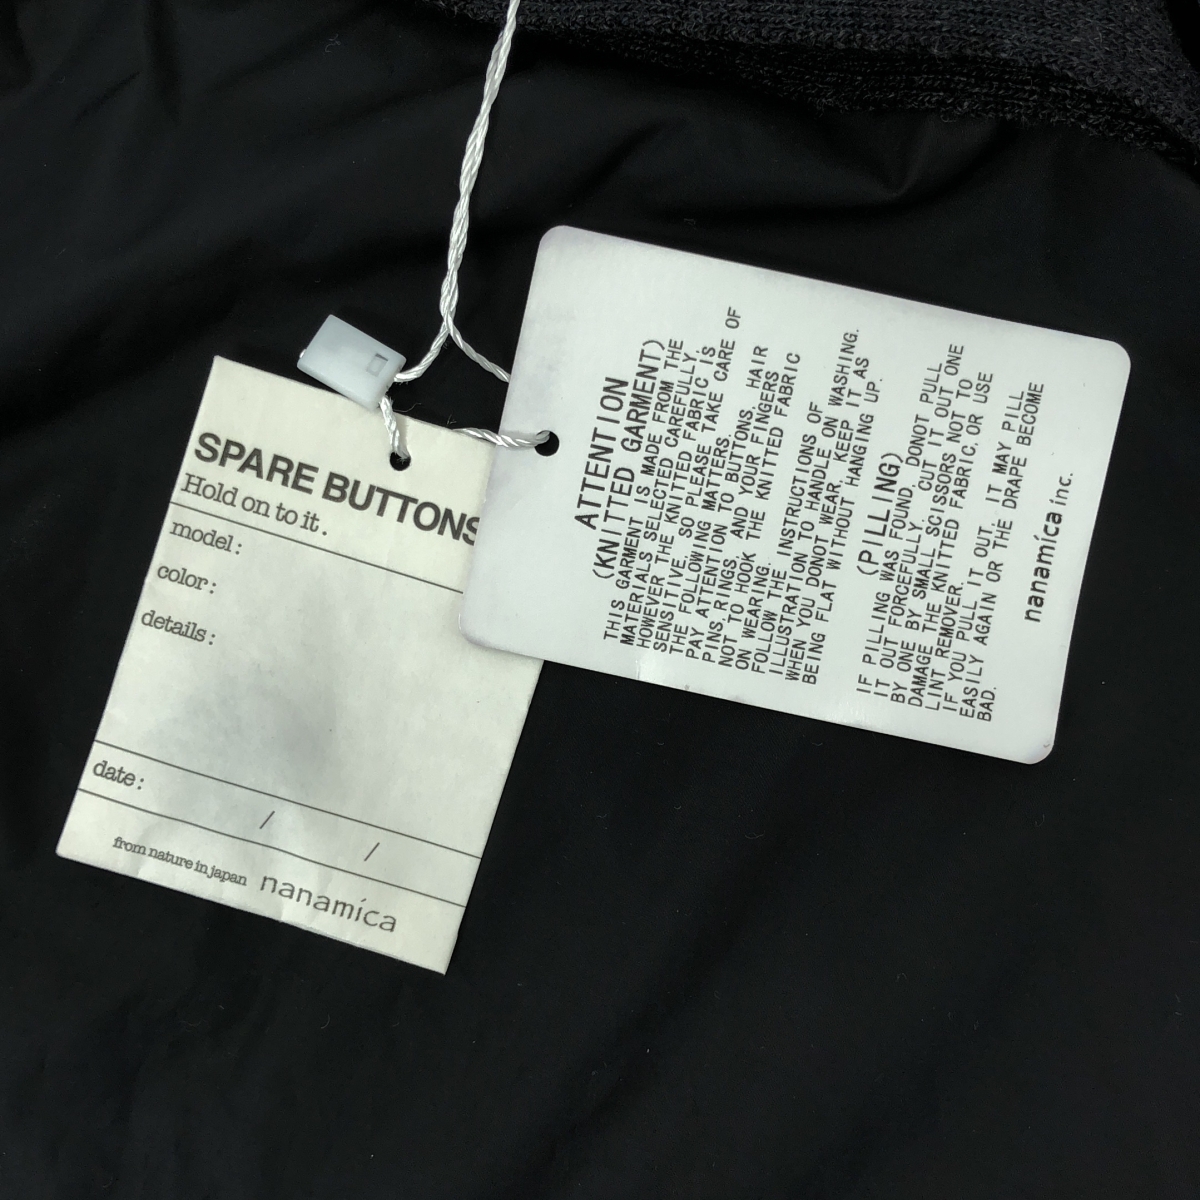 SPARE BUTTONS
Hold on to it.
model:
color:
details:
date:
/ /
from nature in japan nanamica
ATTENTION
(KNITTED GARMENT)
THIS GARMENT IS MADE FROM THE
MATERIALS SELECTED CAREFULLY.
HOWEVER THE KNITTED FABRIC IS
SENSITIVE, SO PLEASE TAKE CARE OF
THE FOLLOWING MATTERS.
PAY ATTENTION TO BUTTONS, HAIR
PINS, RINGS, AND YOUR FINGERS
NOT TO HOOK THE KNITTED FABRIC
ON WEARING.
FOLLOW THE INSTRUCTIONS OF
ILLUSTRATION TO HANDLE ON WASHING.
WHEN YOU DONOT WEAR, KEEP IT AS
BEING FLAT WITHOUT HANGING UP.
(PILLING)
IF PILLING WAS FOUND, DONOT PULL
IT OUT FORCEFULLY. CUT IT OUT ONE
BY ONE BY SMALL SCISSORS NOT TO
DAMAGE THE KNITTED FABRIC, OR USE
LINT REMOVER.
IF YOU PULL IT OUT, IT MAY PILL
EASILY AGAIN OR THE DRAPE BECOME
BAD.
nanamica inc.